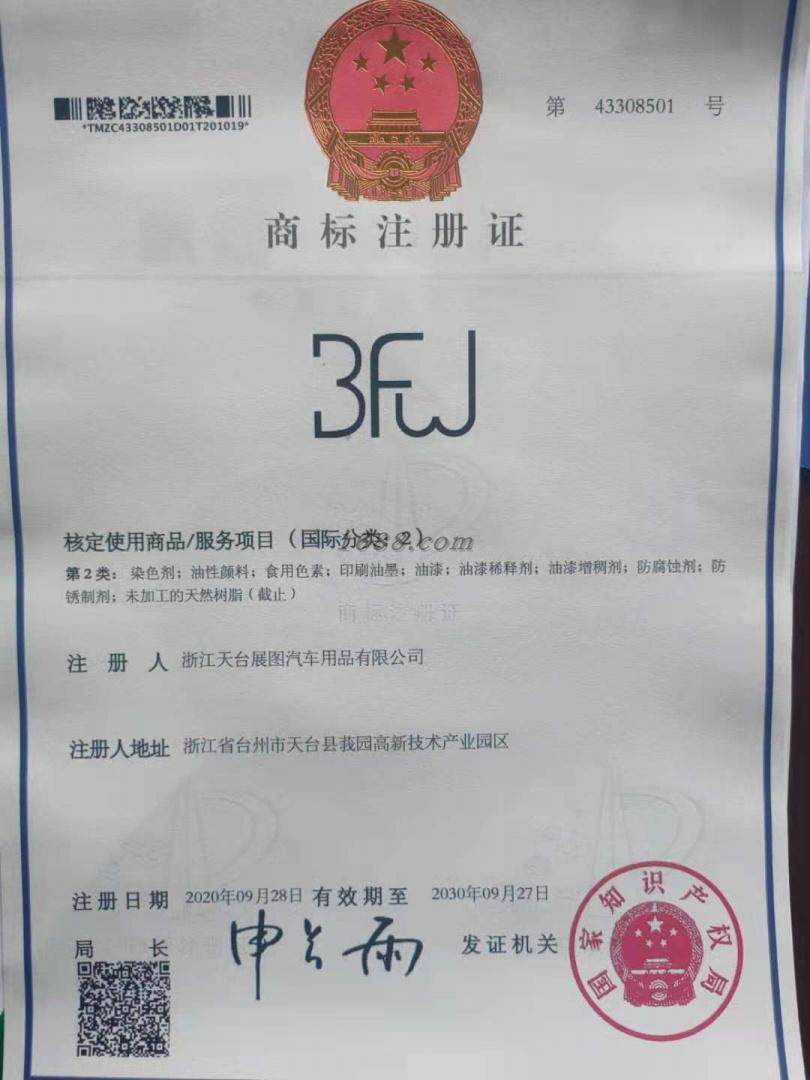 *TMZC43308501D01T201019*
第 43308501 号
商标注册证
BFJ
核定使用商品/服务项目（国际分类：2）
1688.com
第2类：染色剂；油性颜料；食用色素；印刷油墨；油漆；油漆稀释剂；油漆增稠剂；防腐蚀剂；防
锈制剂；未加工的天然树脂（截止）
注册人 浙江天台展图汽车用品有限公司
注册人地址 浙江省台州市天台县莪园高新技术产业园区
注册日期 2020年09月28日 有效期至 2030年09月27日
局长 申长雨 发证机关
国家知识产权局